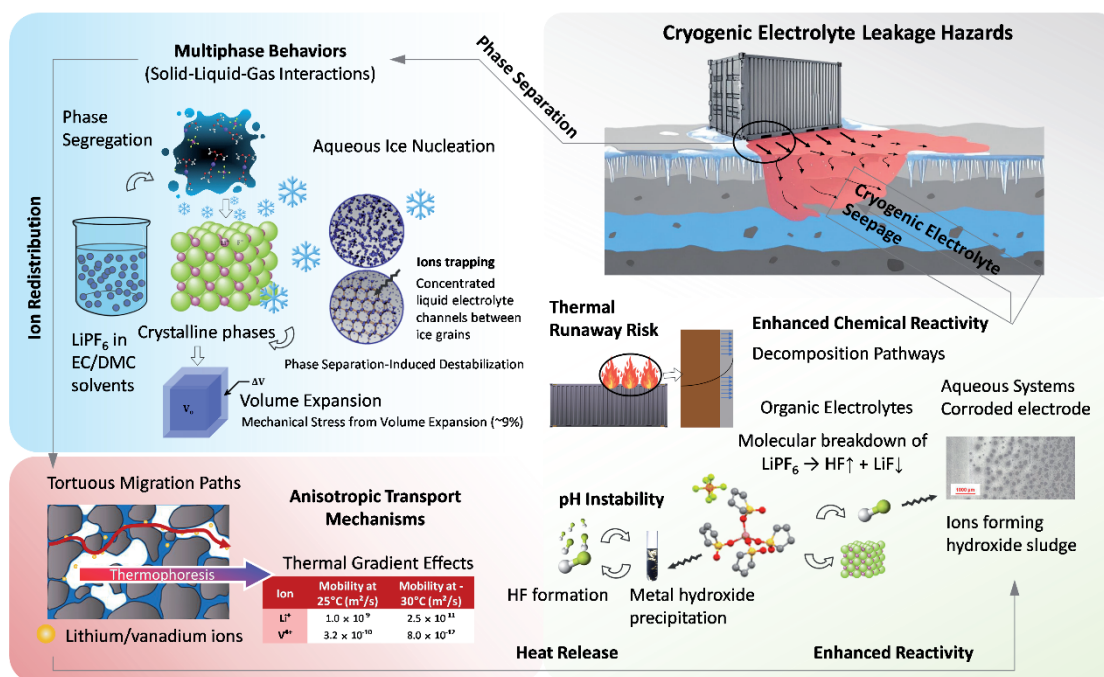 Multiphase Behaviors
(Solid-Liquid-Gas Interactions)
Phase
Segregation
Aqueous Ice Nucleation
Ions trapping
Concentrated
liquid electrolyte
channels between
ice grains
LiPF₆ in
EC/DMC
solvents
Crystalline phases
Phase Separation-Induced Destabilization
ΔV
V₀
Volume Expansion
Mechanical Stress from Volume Expansion (~9%)
Ion Redistribution
Phase Separation
Cryogenic Electrolyte Leakage Hazards
Cryogenic Electrolyte
Seepage
Thermal
Runaway Risk
Enhanced Chemical Reactivity
Decomposition Pathways
Organic Electrolytes
Molecular breakdown of
LiPF₆ → HF↑ + LiF↓
Aqueous Systems
Corroded electrode
1000 μm
Ions forming
hydroxide sludge
pH Instability
HF formation
Metal hydroxide
precipitation
Tortuous Migration Paths
Thermophoresis
Lithium/vanadium ions
Anisotropic Transport
Mechanisms
Thermal Gradient Effects
Ion Mobility at 25°C (m²/s) Mobility at -30°C (m²/s)
Li⁺ 1.0 × 10⁻⁹ 2.5 × 10⁻¹¹
V⁴⁺ 3.2 × 10⁻¹⁰ 8.0 × 10⁻¹²
Heat Release
Enhanced Reactivity